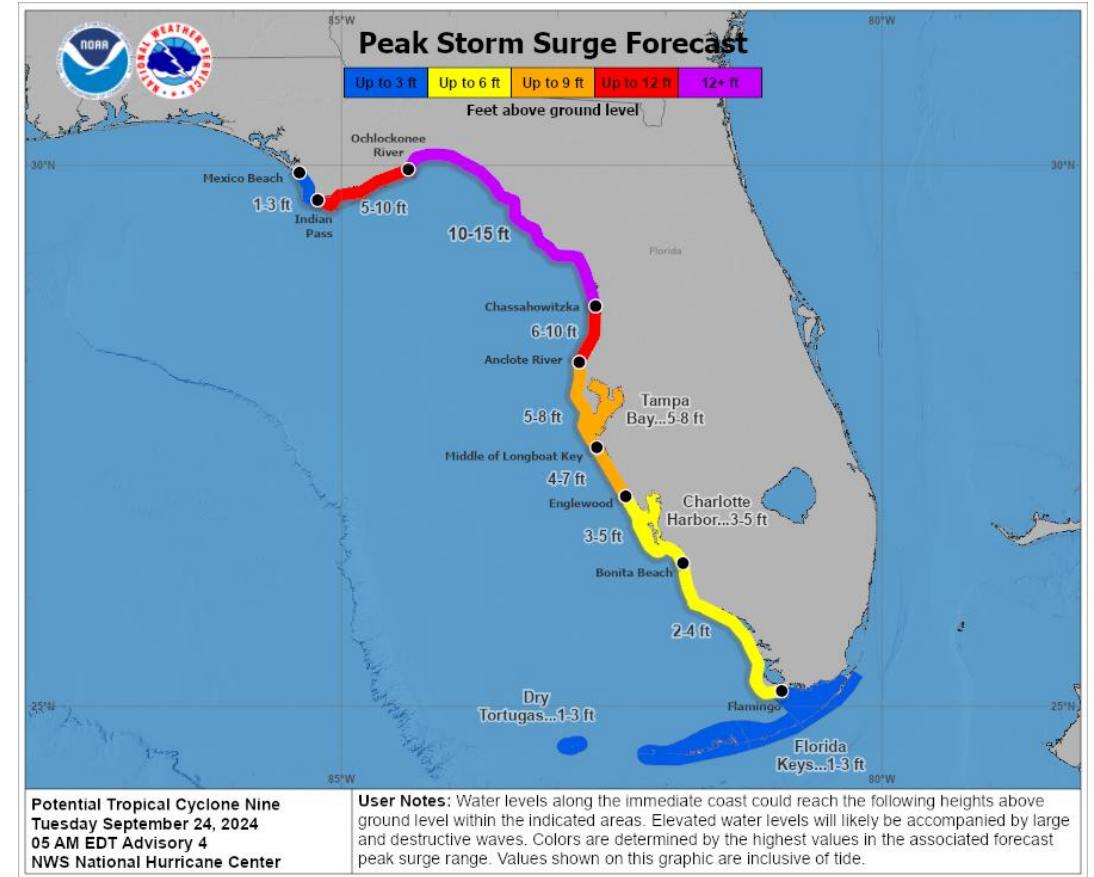 85°W
80°W
NOAA
NATIONAL WEATHER SERVICE
Peak Storm Surge Forecast
Up to 3 ft
Up to 6 ft
Up to 9 ft
Up to 12 ft
12+ ft
Feet above ground level
Ochlockonee
River
30°N
30°N
Mexico Beach
1-3 ft
5-10 ft
Indian
Pass
10-15 ft
Florida
Chassahowitzka
6-10 ft
Anclote River
Tampa
Bay...5-8 ft
5-8 ft
Middle of Longboat Key
4-7 ft
Englewood
Charlotte
Harbor...3-5 ft
3-5 ft
Bonita Beach
2-4 ft
Dry
Tortugas...1-3 ft
Flamingo
25°N
25°N
Florida
Keys...1-3 ft
85°W
80°W
Potential Tropical Cyclone Nine
Tuesday September 24, 2024
05 AM EDT Advisory 4
NWS National Hurricane Center
User Notes: Water levels along the immediate coast could reach the following heights above
ground level within the indicated areas. Elevated water levels will likely be accompanied by large
and destructive waves. Colors are determined by the highest values in the associated forecast
peak surge range. Values shown on this graphic are inclusive of tide.